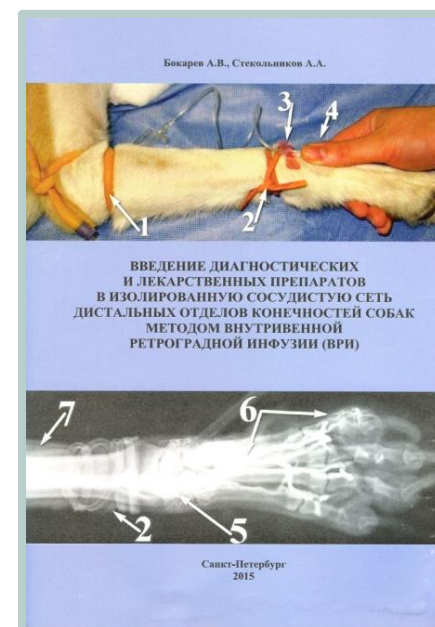 Бокарев А.В., Стекольников А.А.
3
4
1
2
ВВЕДЕНИЕ ДИАГНОСТИЧЕСКИХ
И ЛЕКАРСТВЕННЫХ ПРЕПАРАТОВ
В ИЗОЛИРОВАННУЮ СОСУДИСТУЮ СЕТЬ
ДИСТАЛЬНЫХ ОТДЕЛОВ КОНЕЧНОСТЕЙ СОБАК
МЕТОДОМ ВНУТРИВЕННОЙ
РЕТРОГРАДНОЙ ИНФУЗИИ (ВРИ)
7
6
2
5
Санкт-Петербург
2015